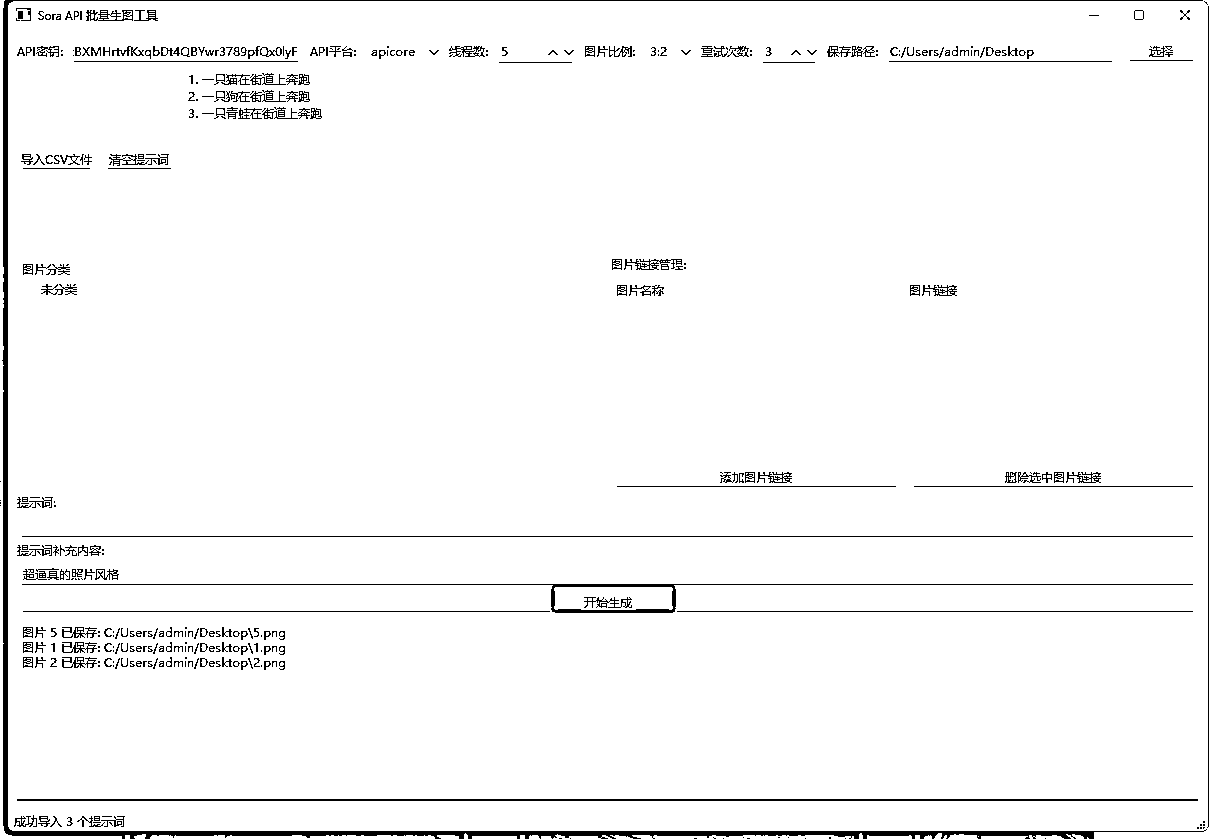 Sora API 批量生图工具
API密钥: BXMHrtvfKxqbDt4QBYwr3789pfQx0lyF API平台: apicore 线程数: 5 图片比例: 3:2 重试次数: 3 保存路径: C:/Users/admin/Desktop 选择
1. 一只猫在街道上奔跑
2. 一只狗在街道上奔跑
3. 一只青蛙在街道上奔跑
导入CSV文件 清空提示词
图片分类 图片链接管理:
未分类 图片名称 图片链接
添加图片链接 删除选中图片链接
提示词:
提示词补充内容:
超逼真的照片风格
开始生成
图片 5 已保存: C:/Users/admin/Desktop\5.png
图片 1 已保存: C:/Users/admin/Desktop\1.png
图片 2 已保存: C:/Users/admin/Desktop\2.png
成功导入 3 个提示词